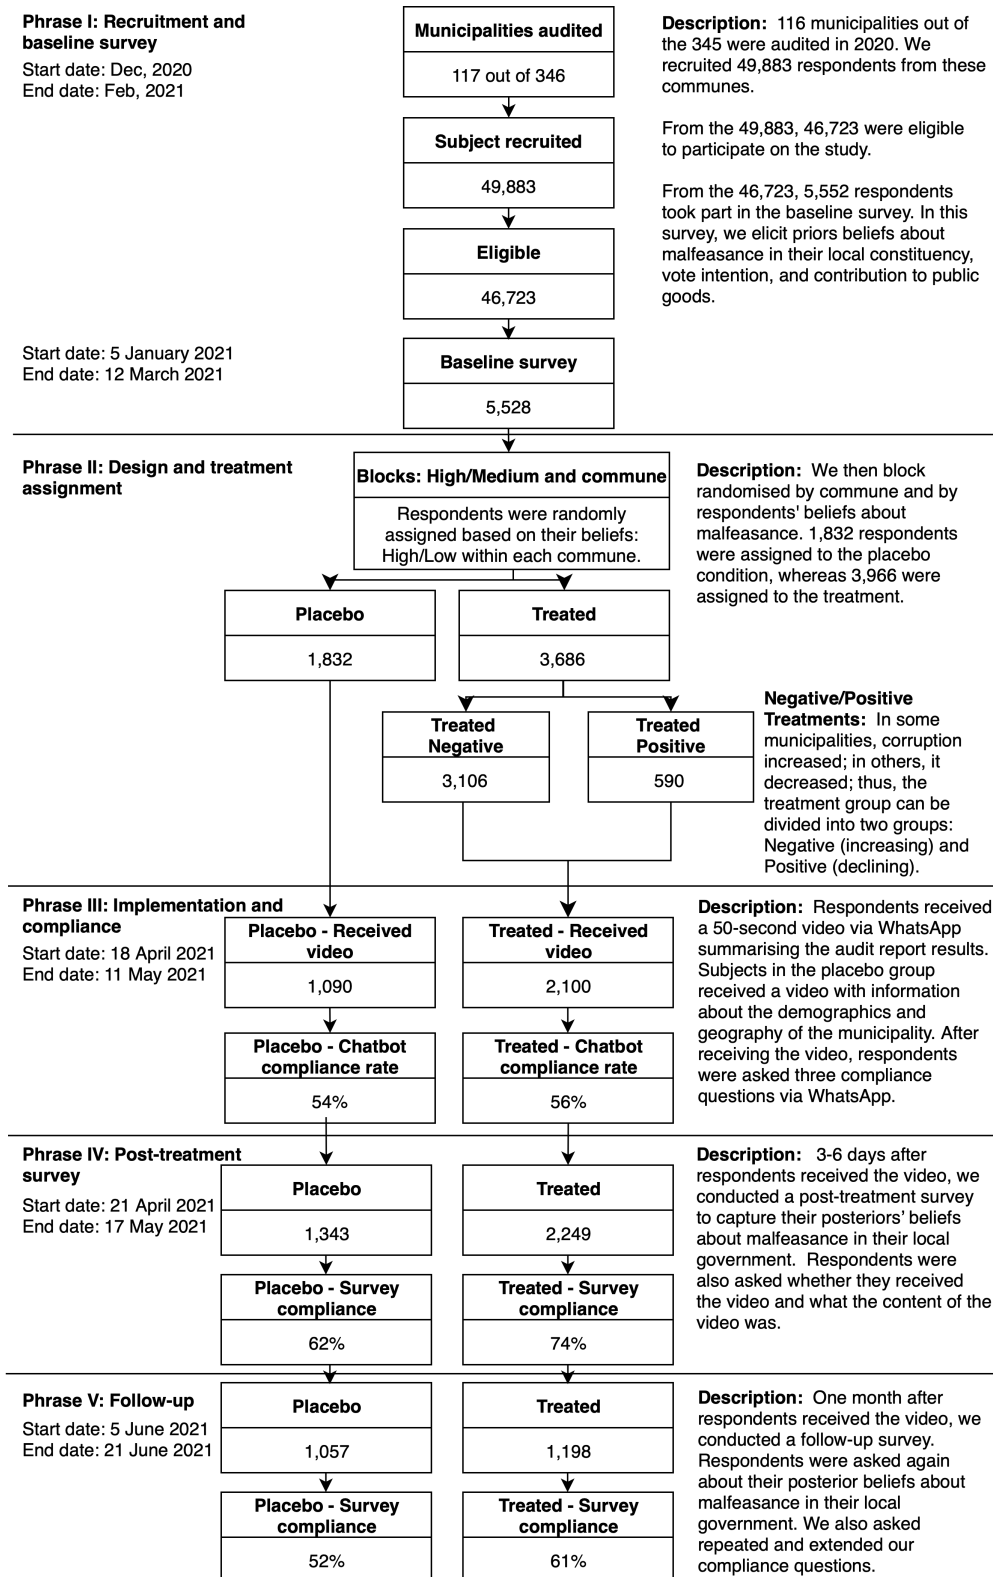 Phrase I: Recruitment and
baseline survey
Start date: Dec, 2020
End date: Feb, 2021
Municipalities audited
117 out of 346
Subject recruited
49,883
Eligible
46,723
Start date: 5 January 2021
End date: 12 March 2021
Baseline survey
5,528
Description: 116 municipalities out of
the 345 were audited in 2020. We
recruited 49,883 respondents from these
communes.
From the 49,883, 46,723 were eligible
to participate on the study.
From the 46,723, 5,552 respondents
took part in the baseline survey. In this
survey, we elicit priors beliefs about
malfeasance in their local constituency,
vote intention, and contribution to public
goods.
Phrase II: Design and treatment
assignment
Blocks: High/Medium and commune
Respondents were randomly
assigned based on their beliefs:
High/Low within each commune.
Description: We then block
randomised by commune and by
respondents' beliefs about
malfeasance. 1,832 respondents
were assigned to the placebo
condition, whereas 3,966 were
assigned to the treatment.
Placebo
1,832
Treated
3,686
Treated
Negative
3,106
Treated
Positive
590
Negative/Positive
Treatments: In some
municipalities, corruption
increased; in others, it
decreased; thus, the
treatment group can be
divided into two groups:
Negative (increasing) and
Positive (declining).
Phrase III: Implementation and
compliance
Start date: 18 April 2021
End date: 11 May 2021
Placebo - Received
video
1,090
Treated - Received
video
2,100
Placebo - Chatbot
compliance rate
54%
Treated - Chatbot
compliance rate
56%
Description: Respondents received
a 50-second video via WhatsApp
summarising the audit report results.
Subjects in the placebo group
received a video with information
about the demographics and
geography of the municipality. After
receiving the video, respondents
were asked three compliance
questions via WhatsApp.
Phrase IV: Post-treatment
survey
Start date: 21 April 2021
End date: 17 May 2021
Placebo
1,343
Treated
2,249
Placebo - Survey
compliance
62%
Treated - Survey
compliance
74%
Description: 3-6 days after
respondents received the video, we
conducted a post-treatment survey
to capture their posteriors’ beliefs
about malfeasance in their local
government. Respondents were
also asked whether they received
the video and what the content of the
video was.
Phrase V: Follow-up
Start date: 5 June 2021
End date: 21 June 2021
Placebo
1,057
Treated
1,198
Placebo - Survey
compliance
52%
Treated - Survey
compliance
61%
Description: One month after
respondents received the video, we
conducted a follow-up survey.
Respondents were asked again
about their posterior beliefs about
malfeasance in their local
government. We also asked
repeated and extended our
compliance questions.